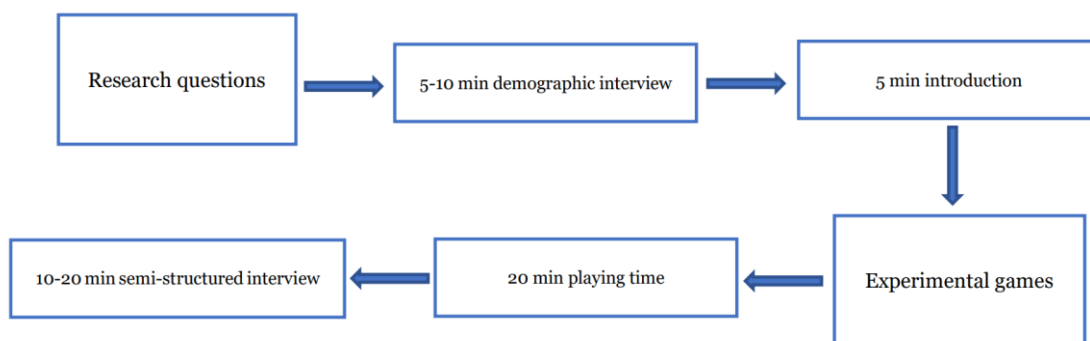 Research questions
5-10 min demographic interview
5 min introduction
Experimental games
20 min playing time
10-20 min semi-structured interview